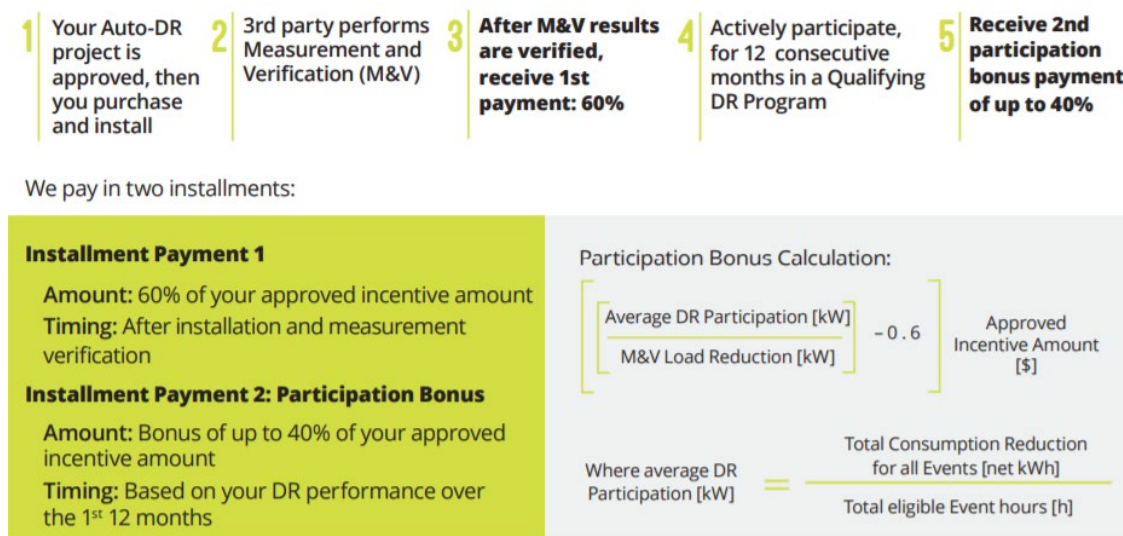 1
Your Auto-DR
project is
approved, then
you purchase
and install
2
3rd party performs
Measurement and
Verification (M&V)
3
After M&V results
are verified,
receive 1st
payment: 60%
4
Actively participate,
for 12 consecutive
months in a Qualifying
DR Program
5
Receive 2nd
participation
bonus payment
of up to 40%
We pay in two installments:
Installment Payment 1
Amount: 60% of your approved incentive amount
Timing: After installation and measurement
verification
Installment Payment 2: Participation Bonus
Amount: Bonus of up to 40% of your approved
incentive amount
Timing: Based on your DR performance over
the 1st 12 months
Participation Bonus Calculation:
Average DR Participation [kW]
M&V Load Reduction [kW]
-0.6
Approved
Incentive Amount
[$]
Where average DR
Participation [kW]
=
Total Consumption Reduction
for all Events [net kWh]
Total eligible Event hours [h]